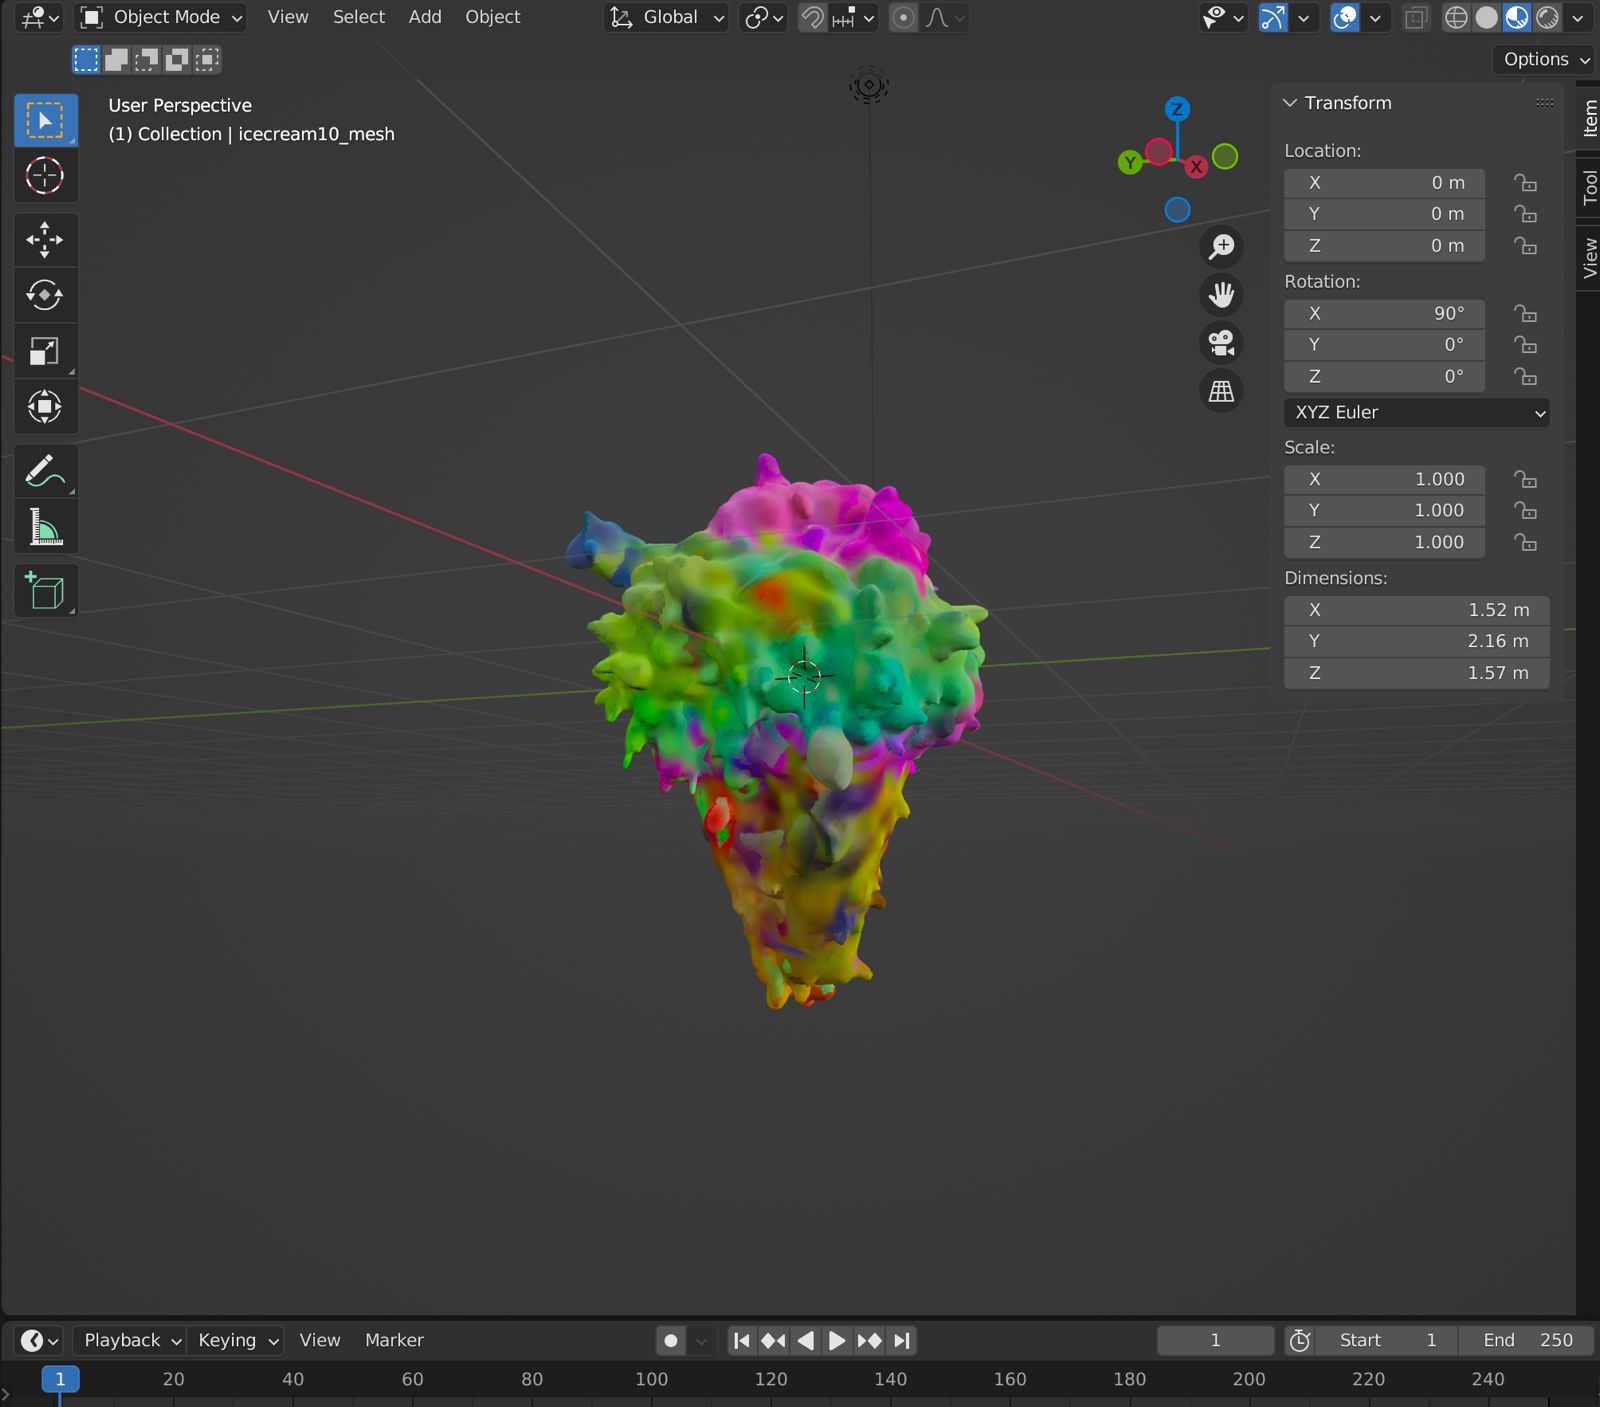 Object Mode View Select Add Object Global
Options
User Perspective
(1) Collection | icecream10_mesh
Z
Y
X
Transform
Location:
X 0 m
Y 0 m
Z 0 m
Rotation:
X 90°
Y 0°
Z 0°
XYZ Euler
Scale:
X 1.000
Y 1.000
Z 1.000
Dimensions:
X 1.52 m
Y 2.16 m
Z 1.57 m
Item
Tool
View
Playback Keying View Marker 1 Start 1 End 250
1 20 40 60 80 100 120 140 160 180 200 220 240